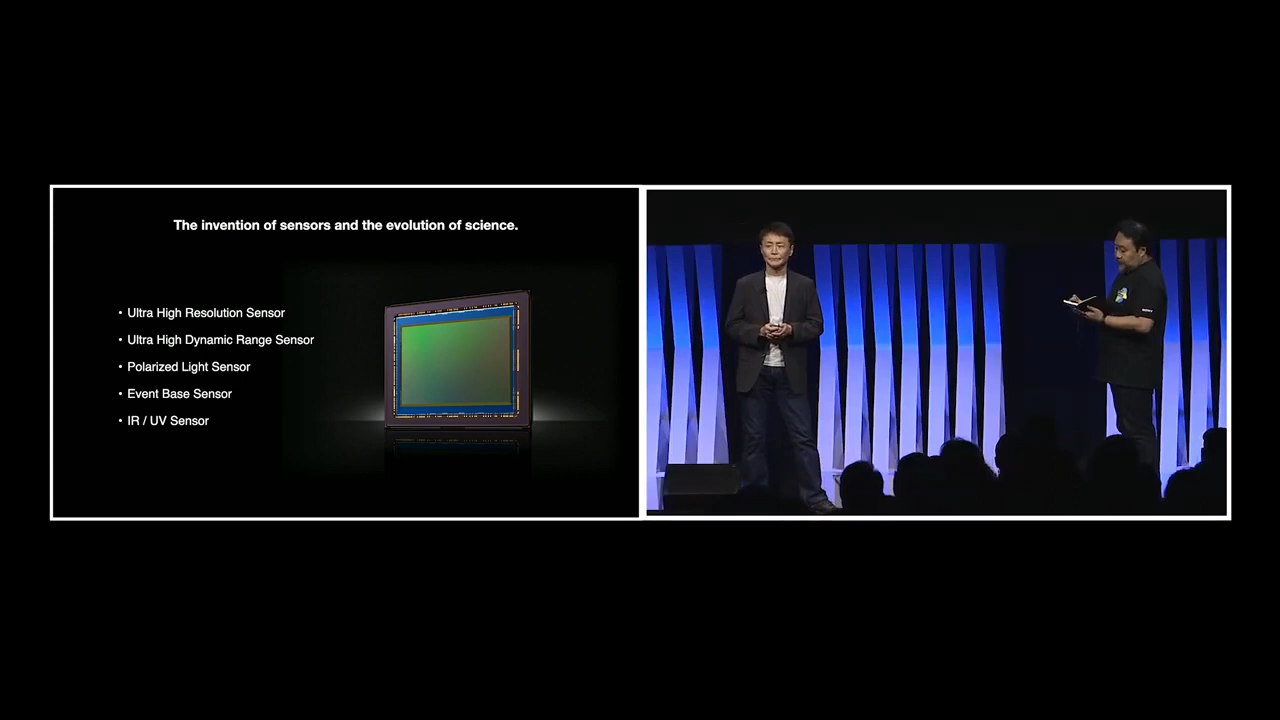 The invention of sensors and the evolution of science.
• Ultra High Resolution Sensor
• Ultra High Dynamic Range Sensor
• Polarized Light Sensor
• Event Base Sensor
• IR / UV Sensor